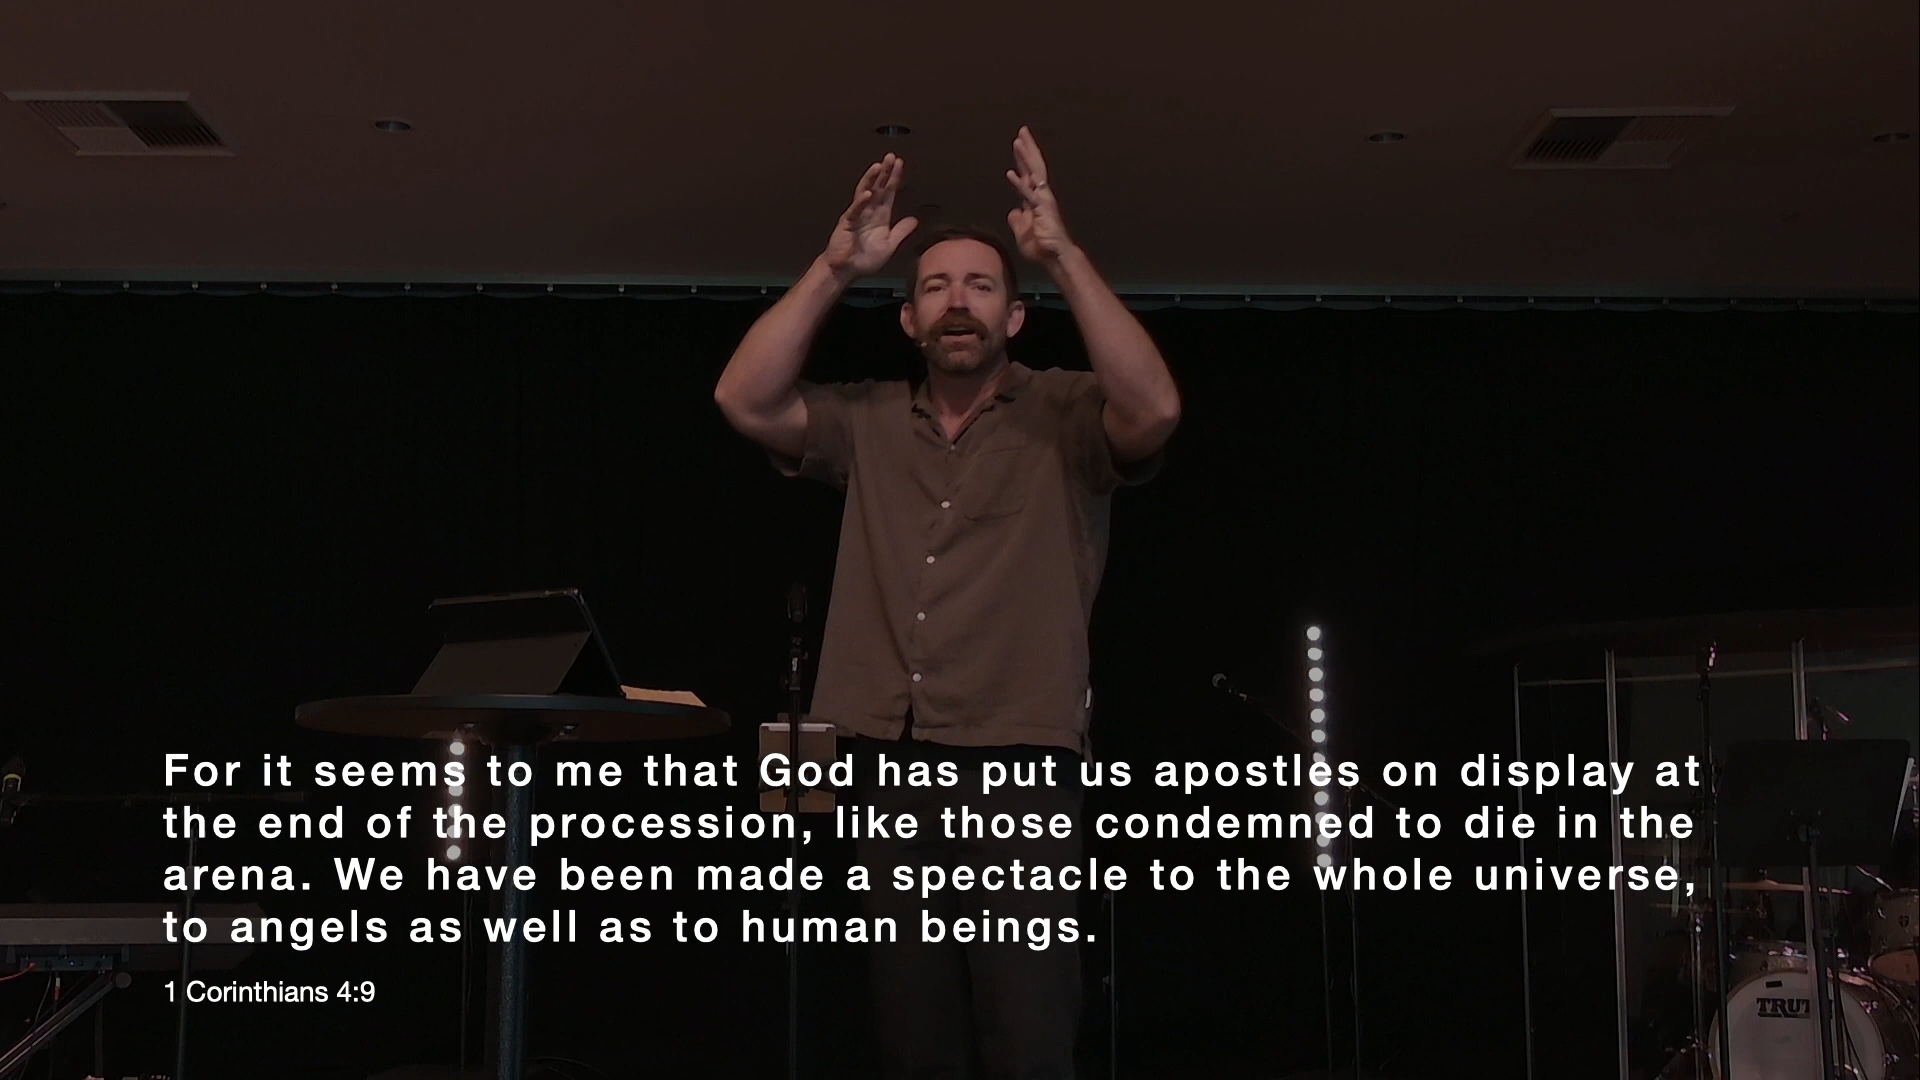 For it seems to me that God has put us apostles on display at
the end of the procession, like those condemned to die in the
arena. We have been made a spectacle to the whole universe,
to angels as well as to human beings.
1 Corinthians 4:9